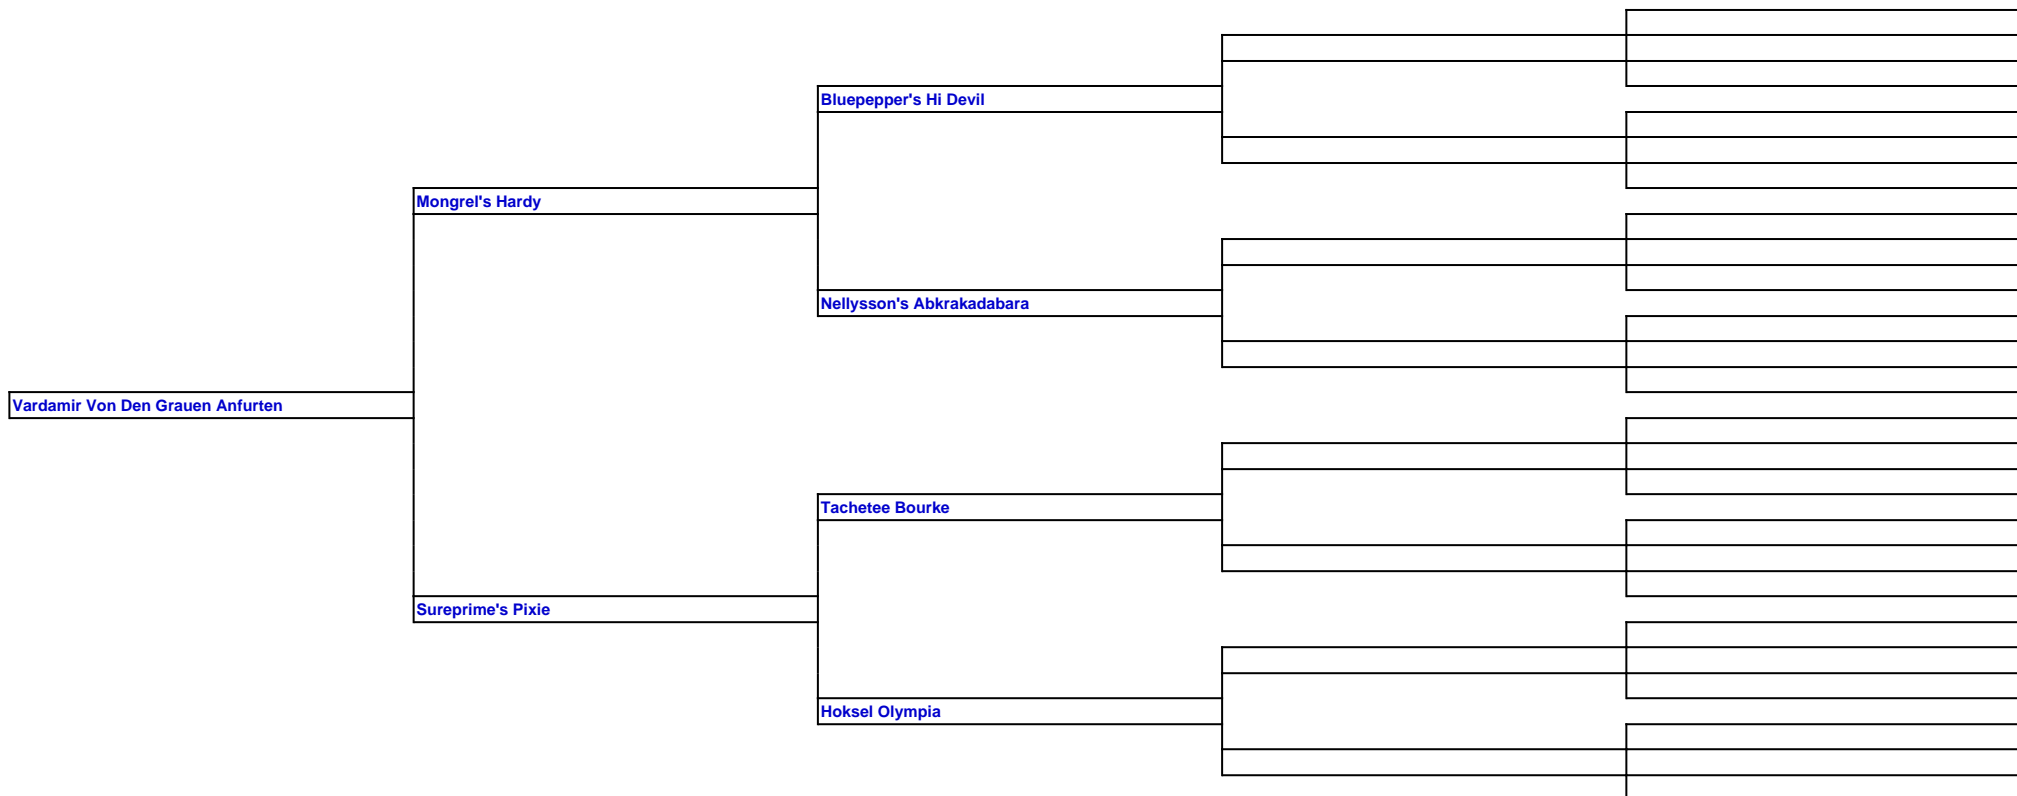 Bluepepper's Hi Devil
Mongrel's Hardy
Nellysson's Abkrakadabara
Vardamir Von Den Grauen Anfurten
Tachetee Bourke
Sureprime's Pixie
Hoksel Olympia